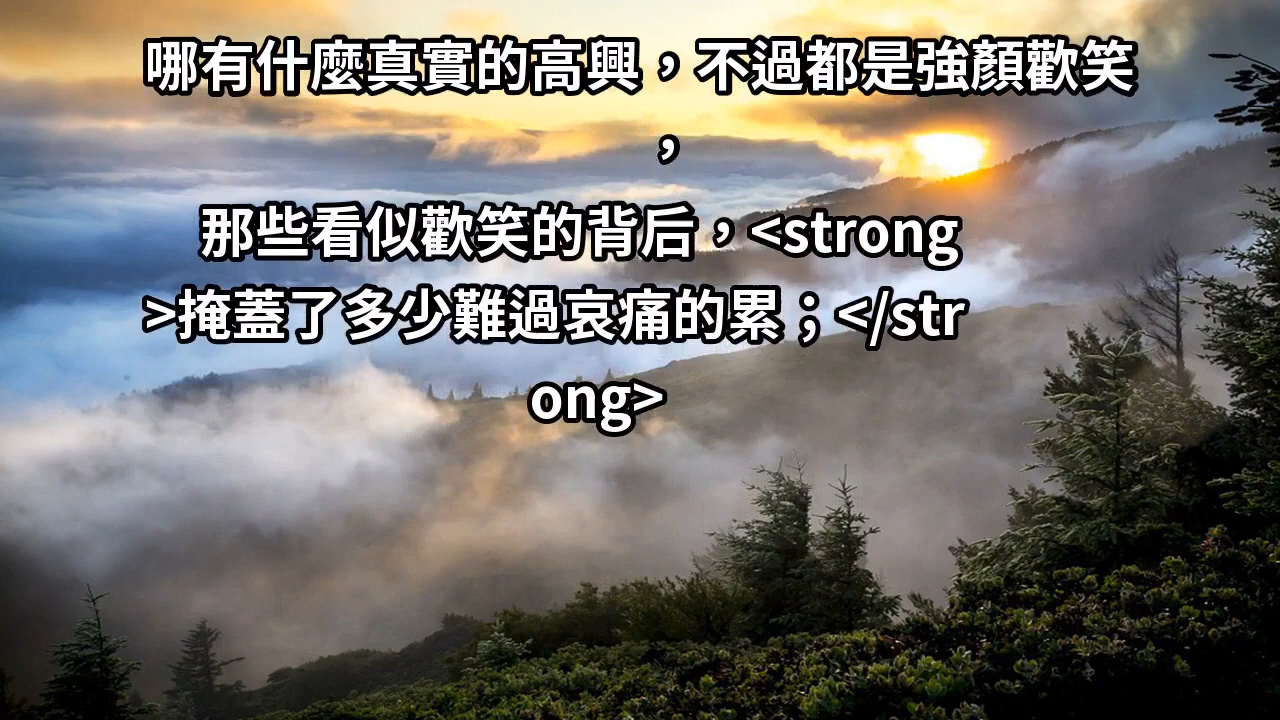 哪有什麼真實的高興，不過都是強顏歡笑
，
那些看似歡笑的背后，<strong
>掩蓋了多少難過哀痛的累；</str
ong>